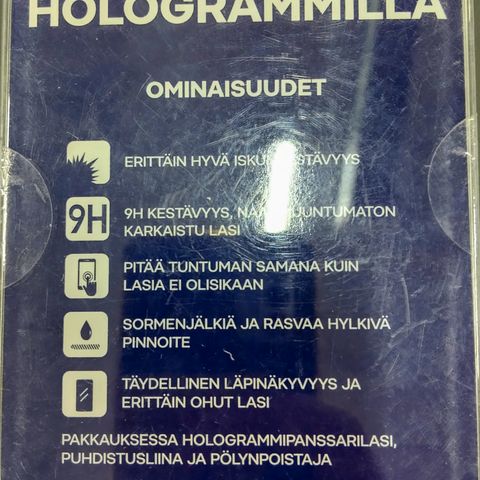 HOLOGRAMMILLA
OMINAISUUDET
ERITTÄIN HYVÄ
9H
9H KESTÄVYYS,
KARKAISTU LASI
PITÄÄ TUNTUMAN SAMANA KUIN
LASIA EI OLISIKAAN
SORMENJÄLKIÄ JA RASVAA HYLKIVÄ
PINNOITE
TÄYDELLINEN LÄPINÄKYVYYS JA
ERITTÄIN OHUT LASI
PAKKAUKSESSA HOLOGRAMMIPANSSARILASI,
PUHDISTUSLIINA JA PÖLYNPOISTAJA